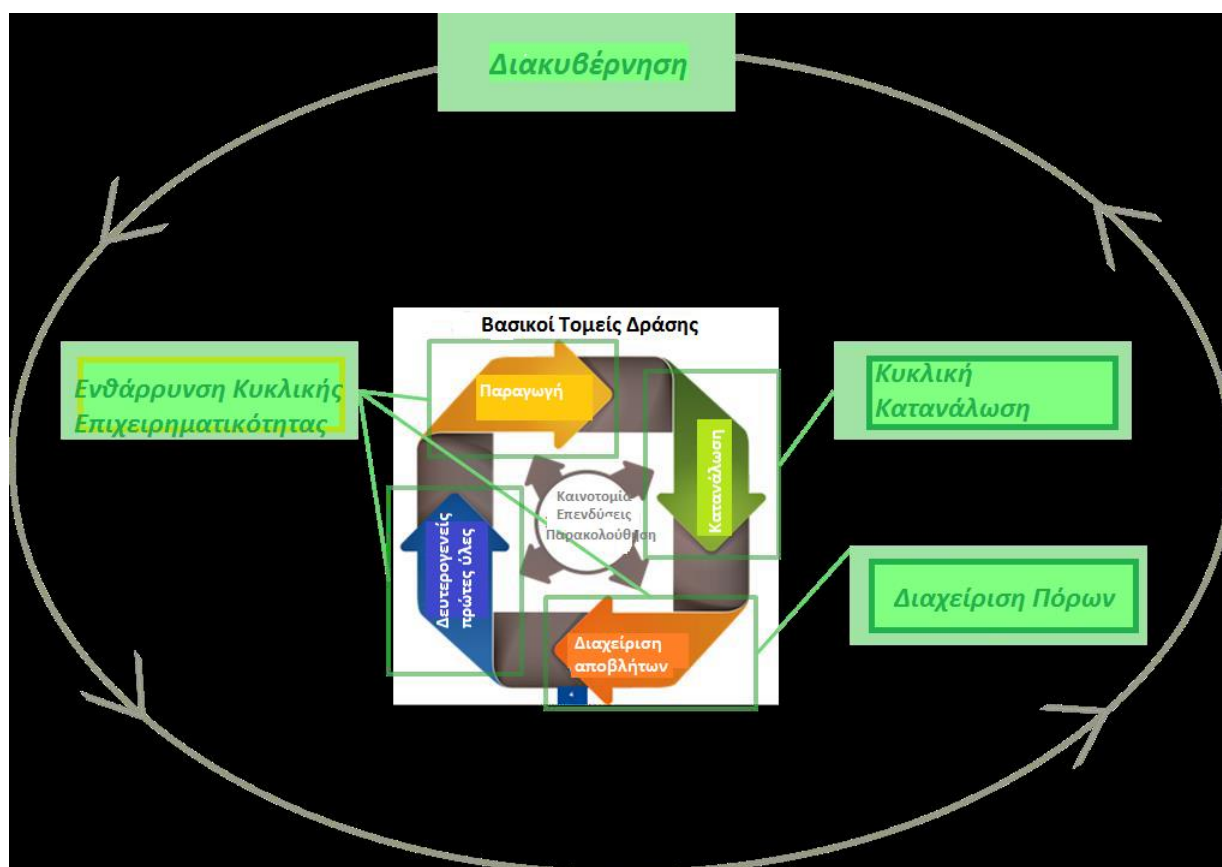 Διακυβέρνηση
Βασικοί Τομείς Δράσης
Ενθάρρυνση Κυκλικής
Επιχειρηματικότητας
Παραγωγή
Κυκλική
Κατανάλωση
Κατανάλωση
Καινοτομία
Επενδύσεις
Παρακολούθηση
Δευτερογενείς
πρώτες ύλες
Διαχείριση Πόρων
Διαχείριση
αποβλήτων